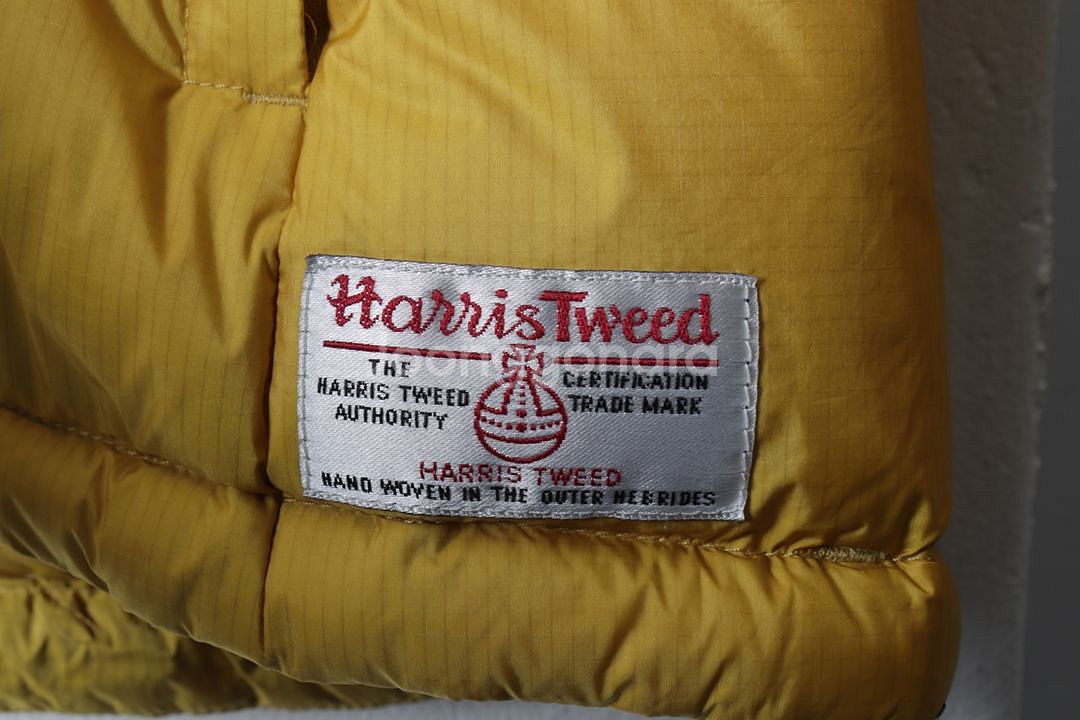 Harris Tweed
THE
HARRIS TWEED
AUTHORITY
CERTIFICATION
TRADE MARK
HARRIS TWEED
HAND WOVEN IN THE OUTER HEBRIDES